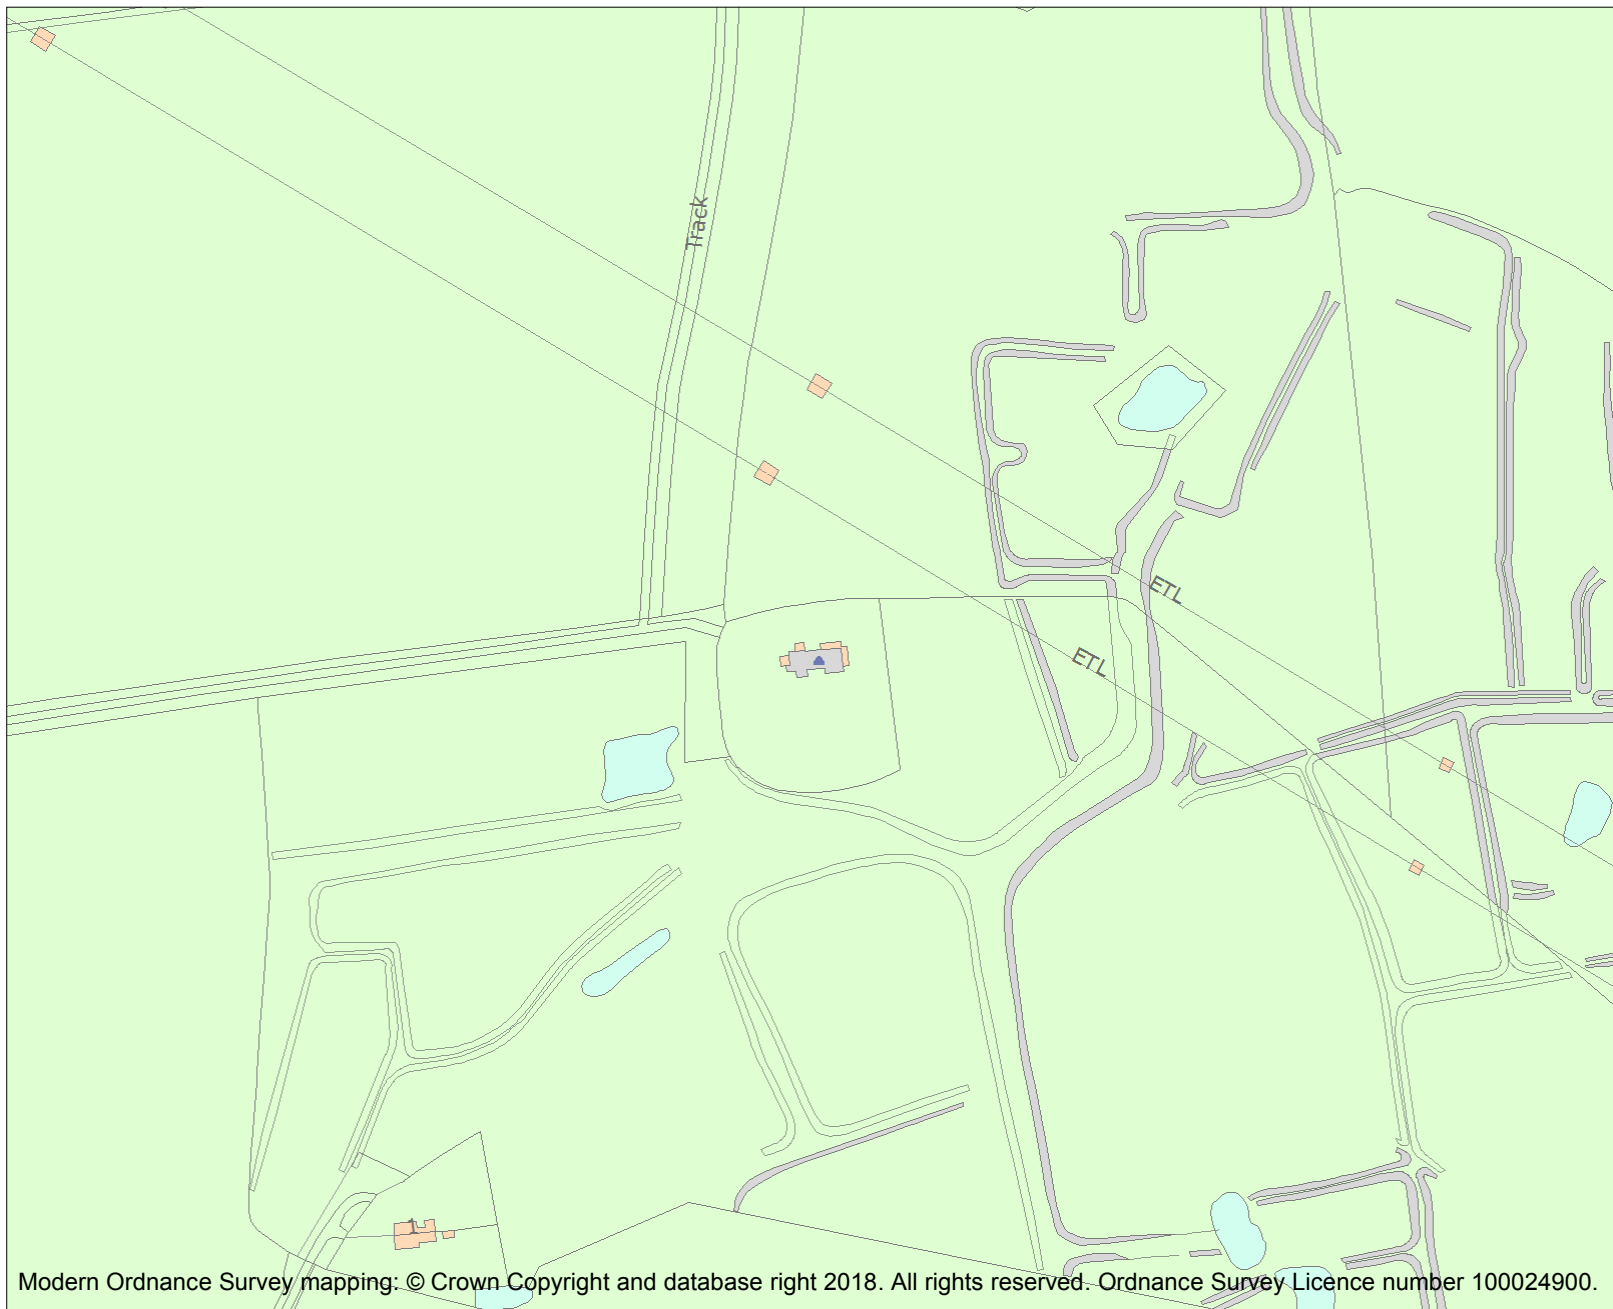 Track
ETL
ETL
1
Modern Ordnance Survey mapping: © Crown Copyright and database right 2018. All rights reserved. Ordnance Survey Licence number 100024900.